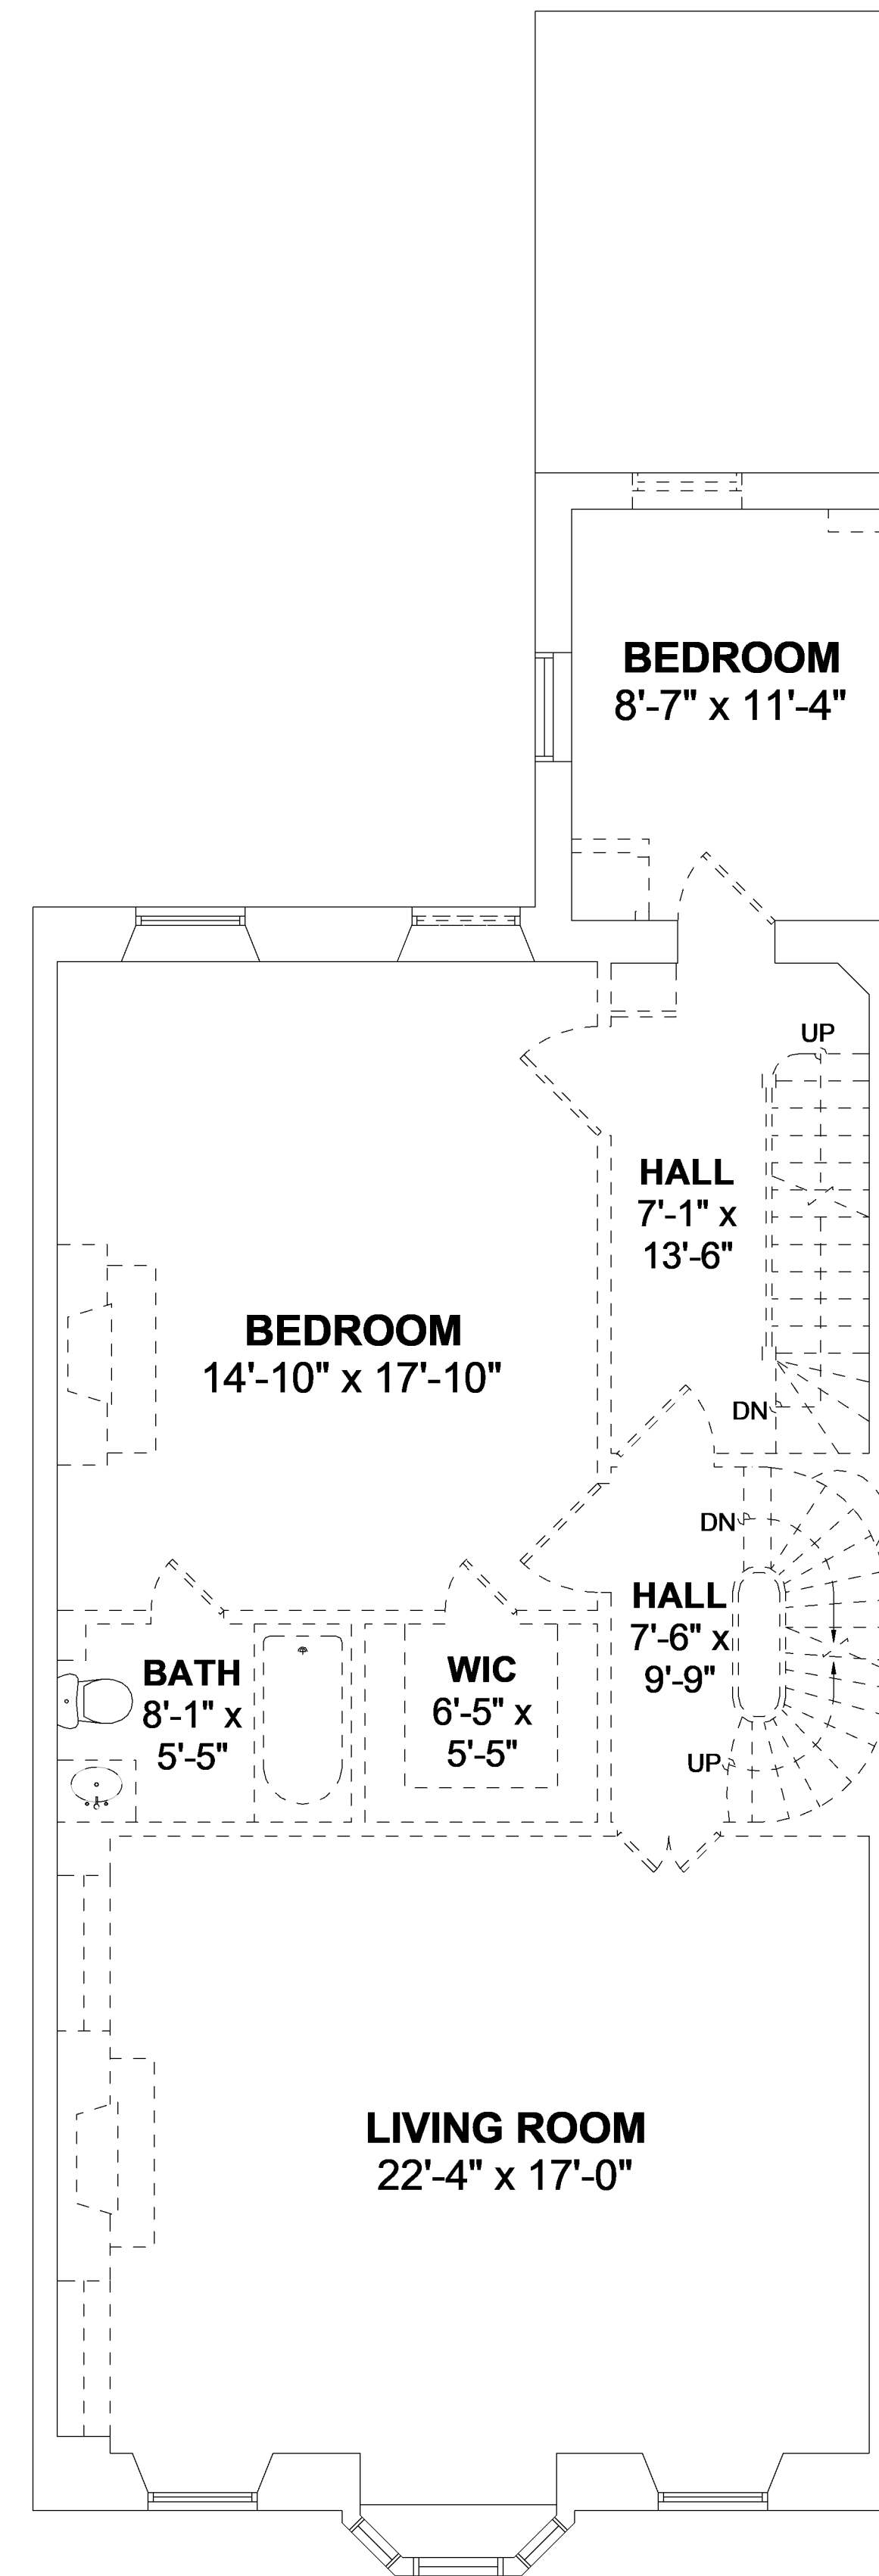 BEDROOM
8'-7" x 11'-4"
UP
HALL
7'-1" x
13'-6"
BEDROOM
14'-10" x 17'-10"
DN
DN
HALL
7'-6" x
9'-9"
BATH
8'-1" x
5'-5"
WIC
6'-5" x
5'-5"
UP
LIVING ROOM
22'-4" x 17'-0"